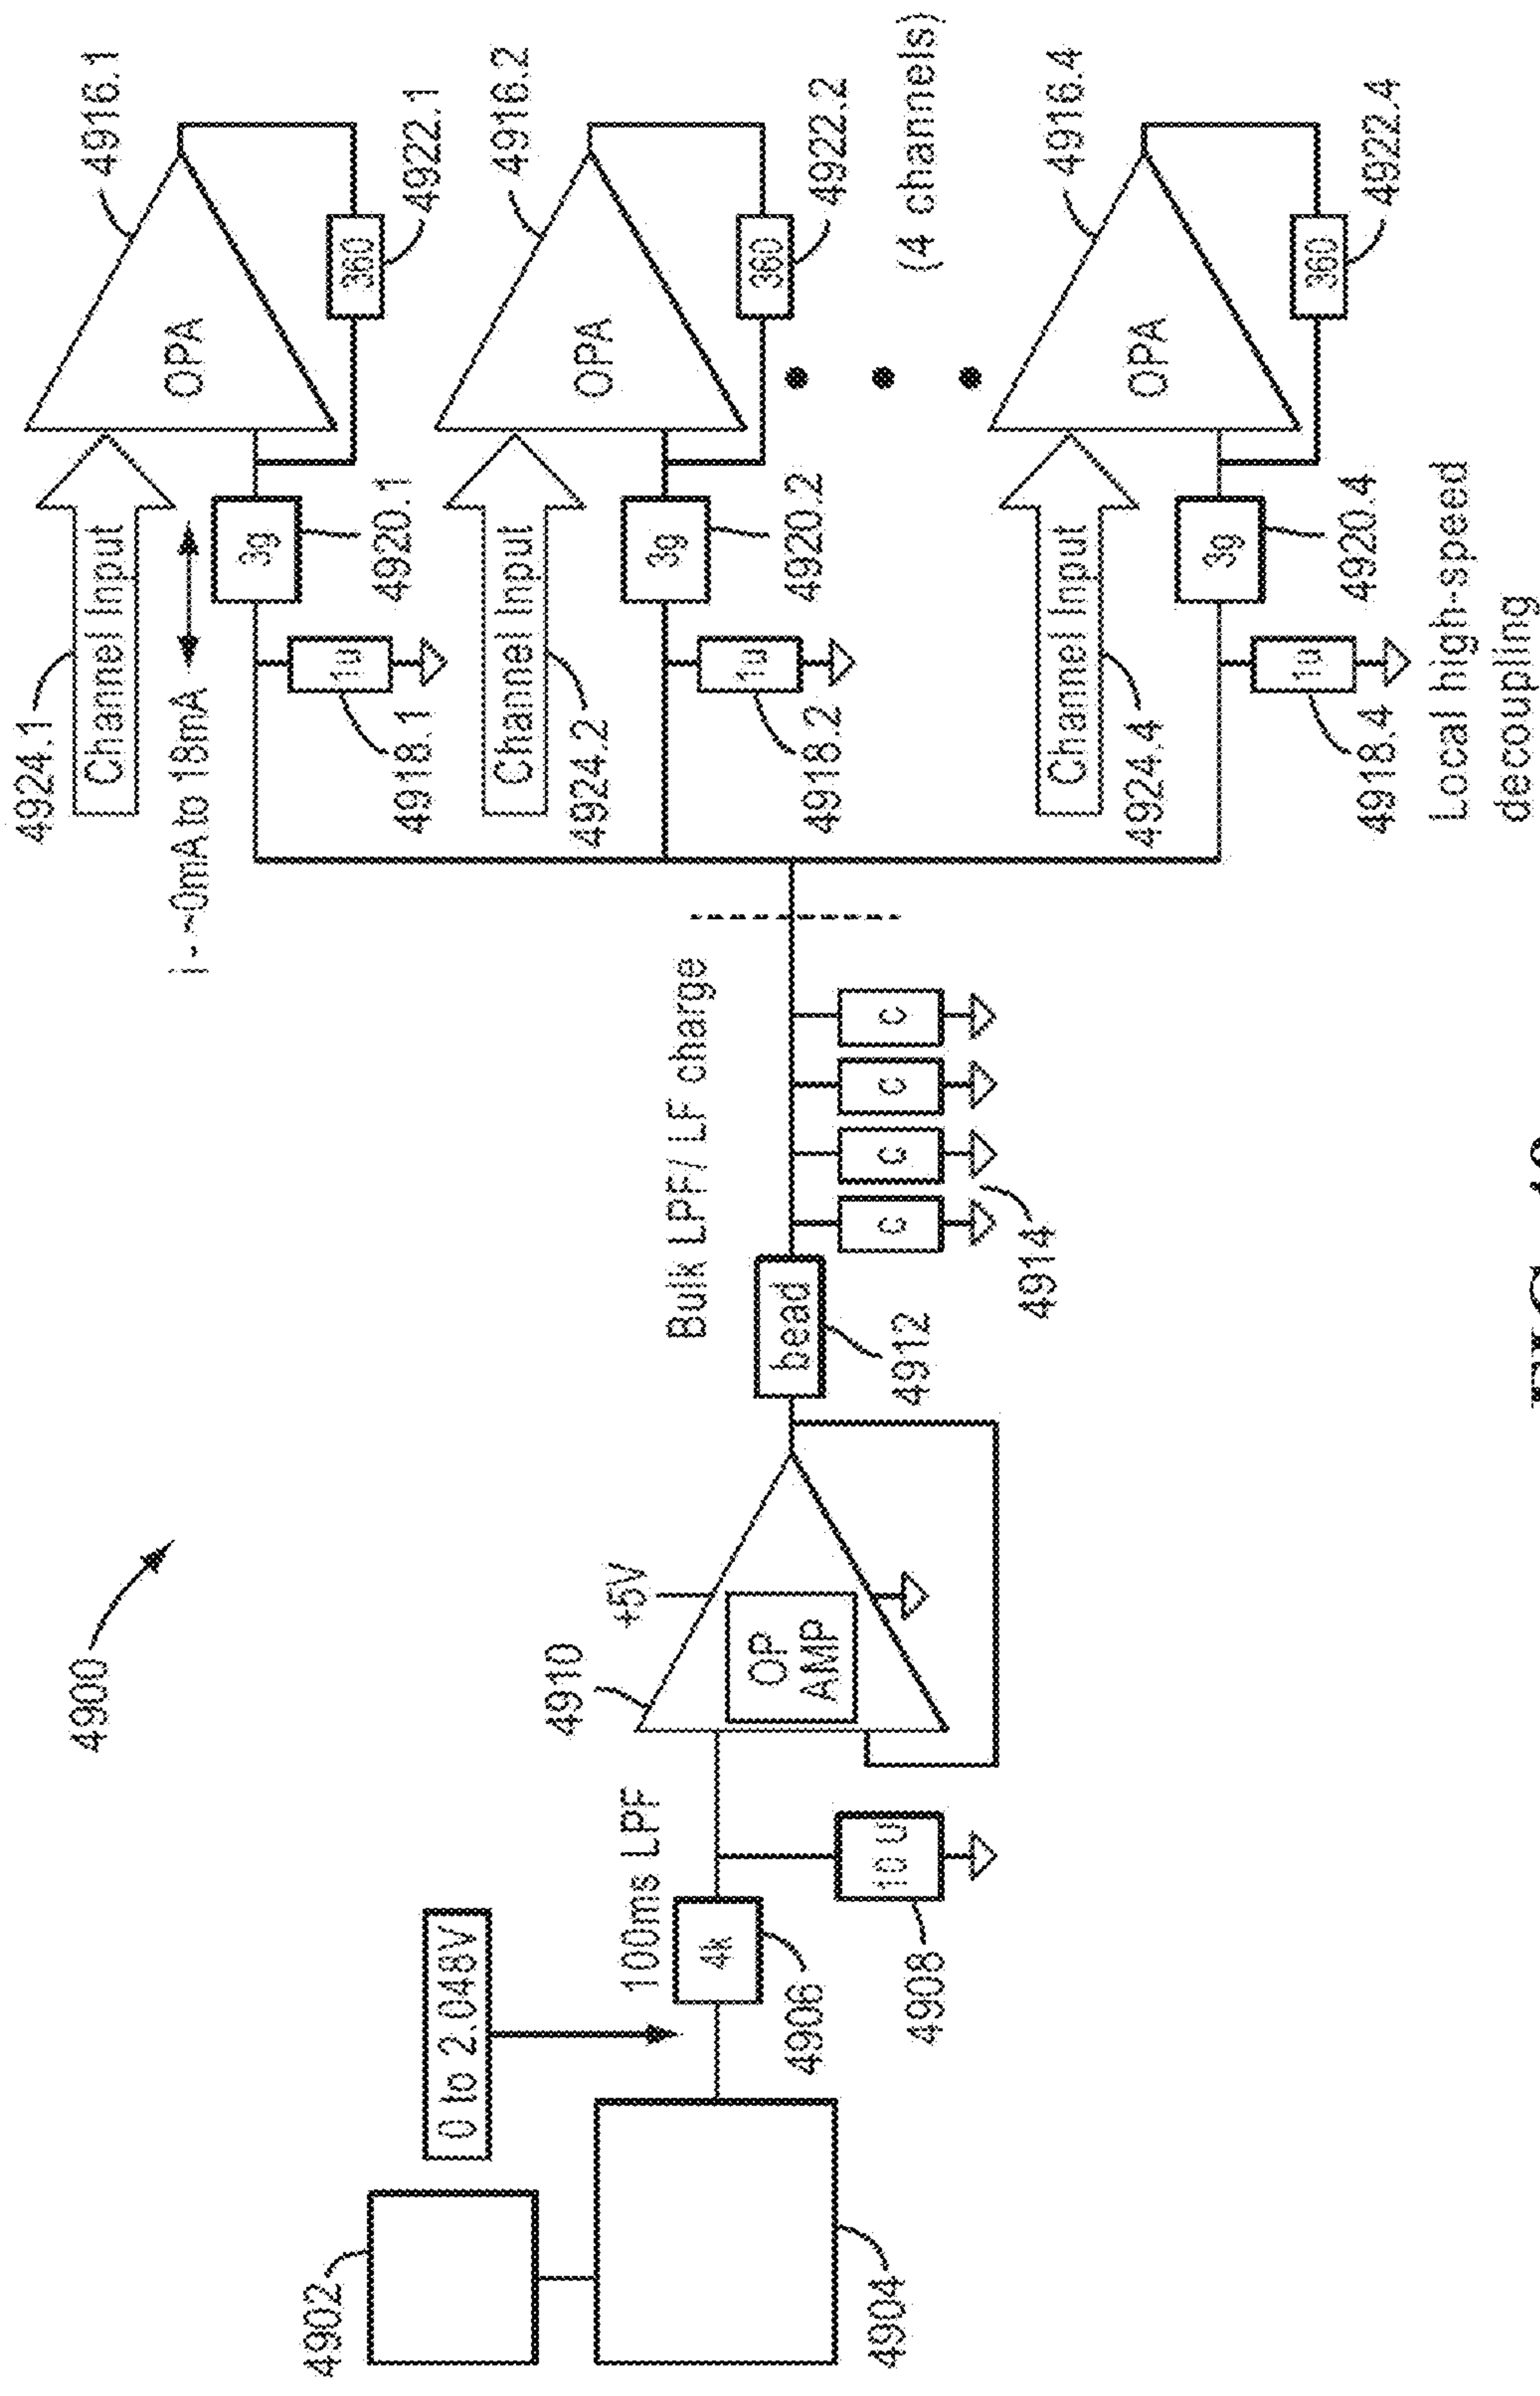 4900
4902
4904
0 to 2.048V
4k
4906
100ms LPF
10 u
4908
4910
+5V
OP
AMP
bead
4912
Bulk LPF/ LF charge
C
C
C
C
4914
4924.1
Channel Input
i - ~0mA to 18mA
3g
4920.1
1u
4918.1
OPA
4916.1
360
4922.1
4924.2
Channel Input
3g
4920.2
1u
4918.2
OPA
4916.2
360
4922.2
(4 channels)
4924.4
Channel Input
3g
4920.4
1u
4918.4
OPA
4916.4
360
4922.4
Local high-speed
decoupling